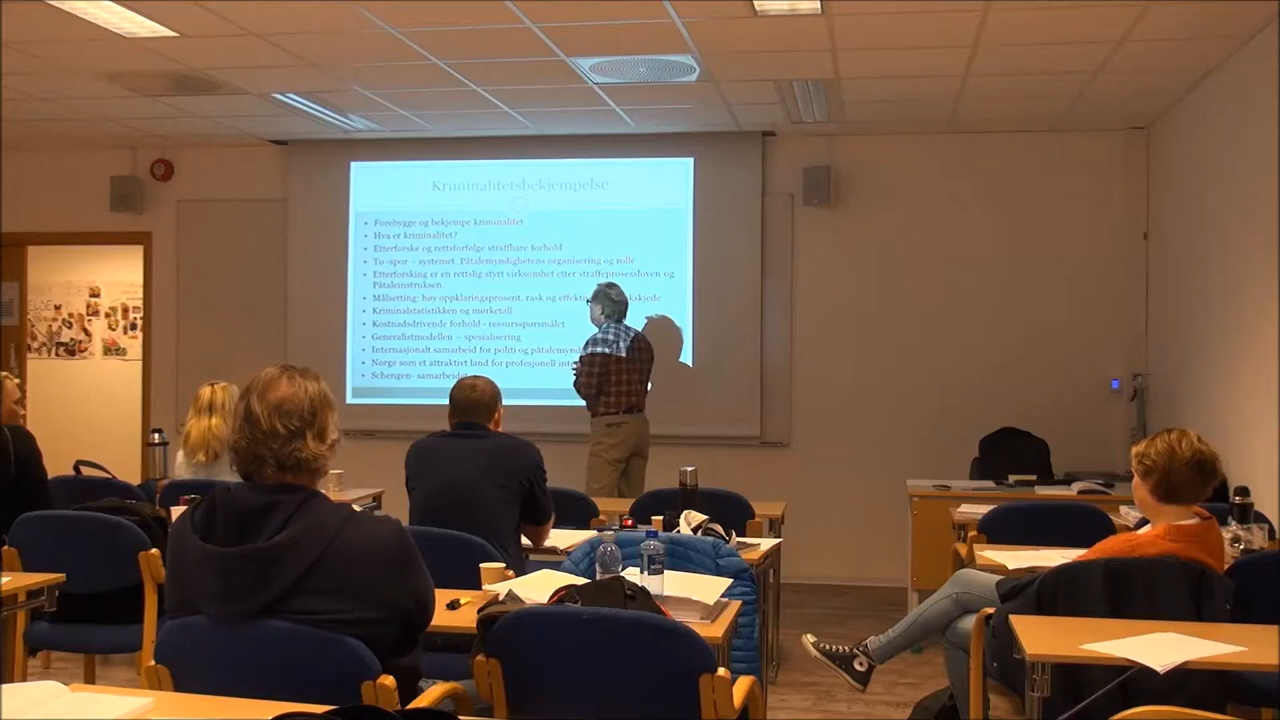 Kriminalitetsbekjempelse
• Forebygge og bekjempe kriminalitet
• Hva er kriminalitet?
• Etterforske og rettsforfølge straffbare forhold
• To -spor – systemet. Påtalemyndighetens organisering og rolle
• Etterforsking er en rettslig styrt virksomhet etter straffeprosessloven og
Påtaleinstruksen.
• Målsetting: høy oppklaringsprosent, rask og
• Kriminalstatistikken og mørketall
• Kostnadsdrivende forhold - ressursspørsmålet
• Generalistmodellen – spesialisering
• Internasjonalt samarbeid for politi og
• Norge som et attraktivt land for profesjonell
• Schengen- samarbeidet